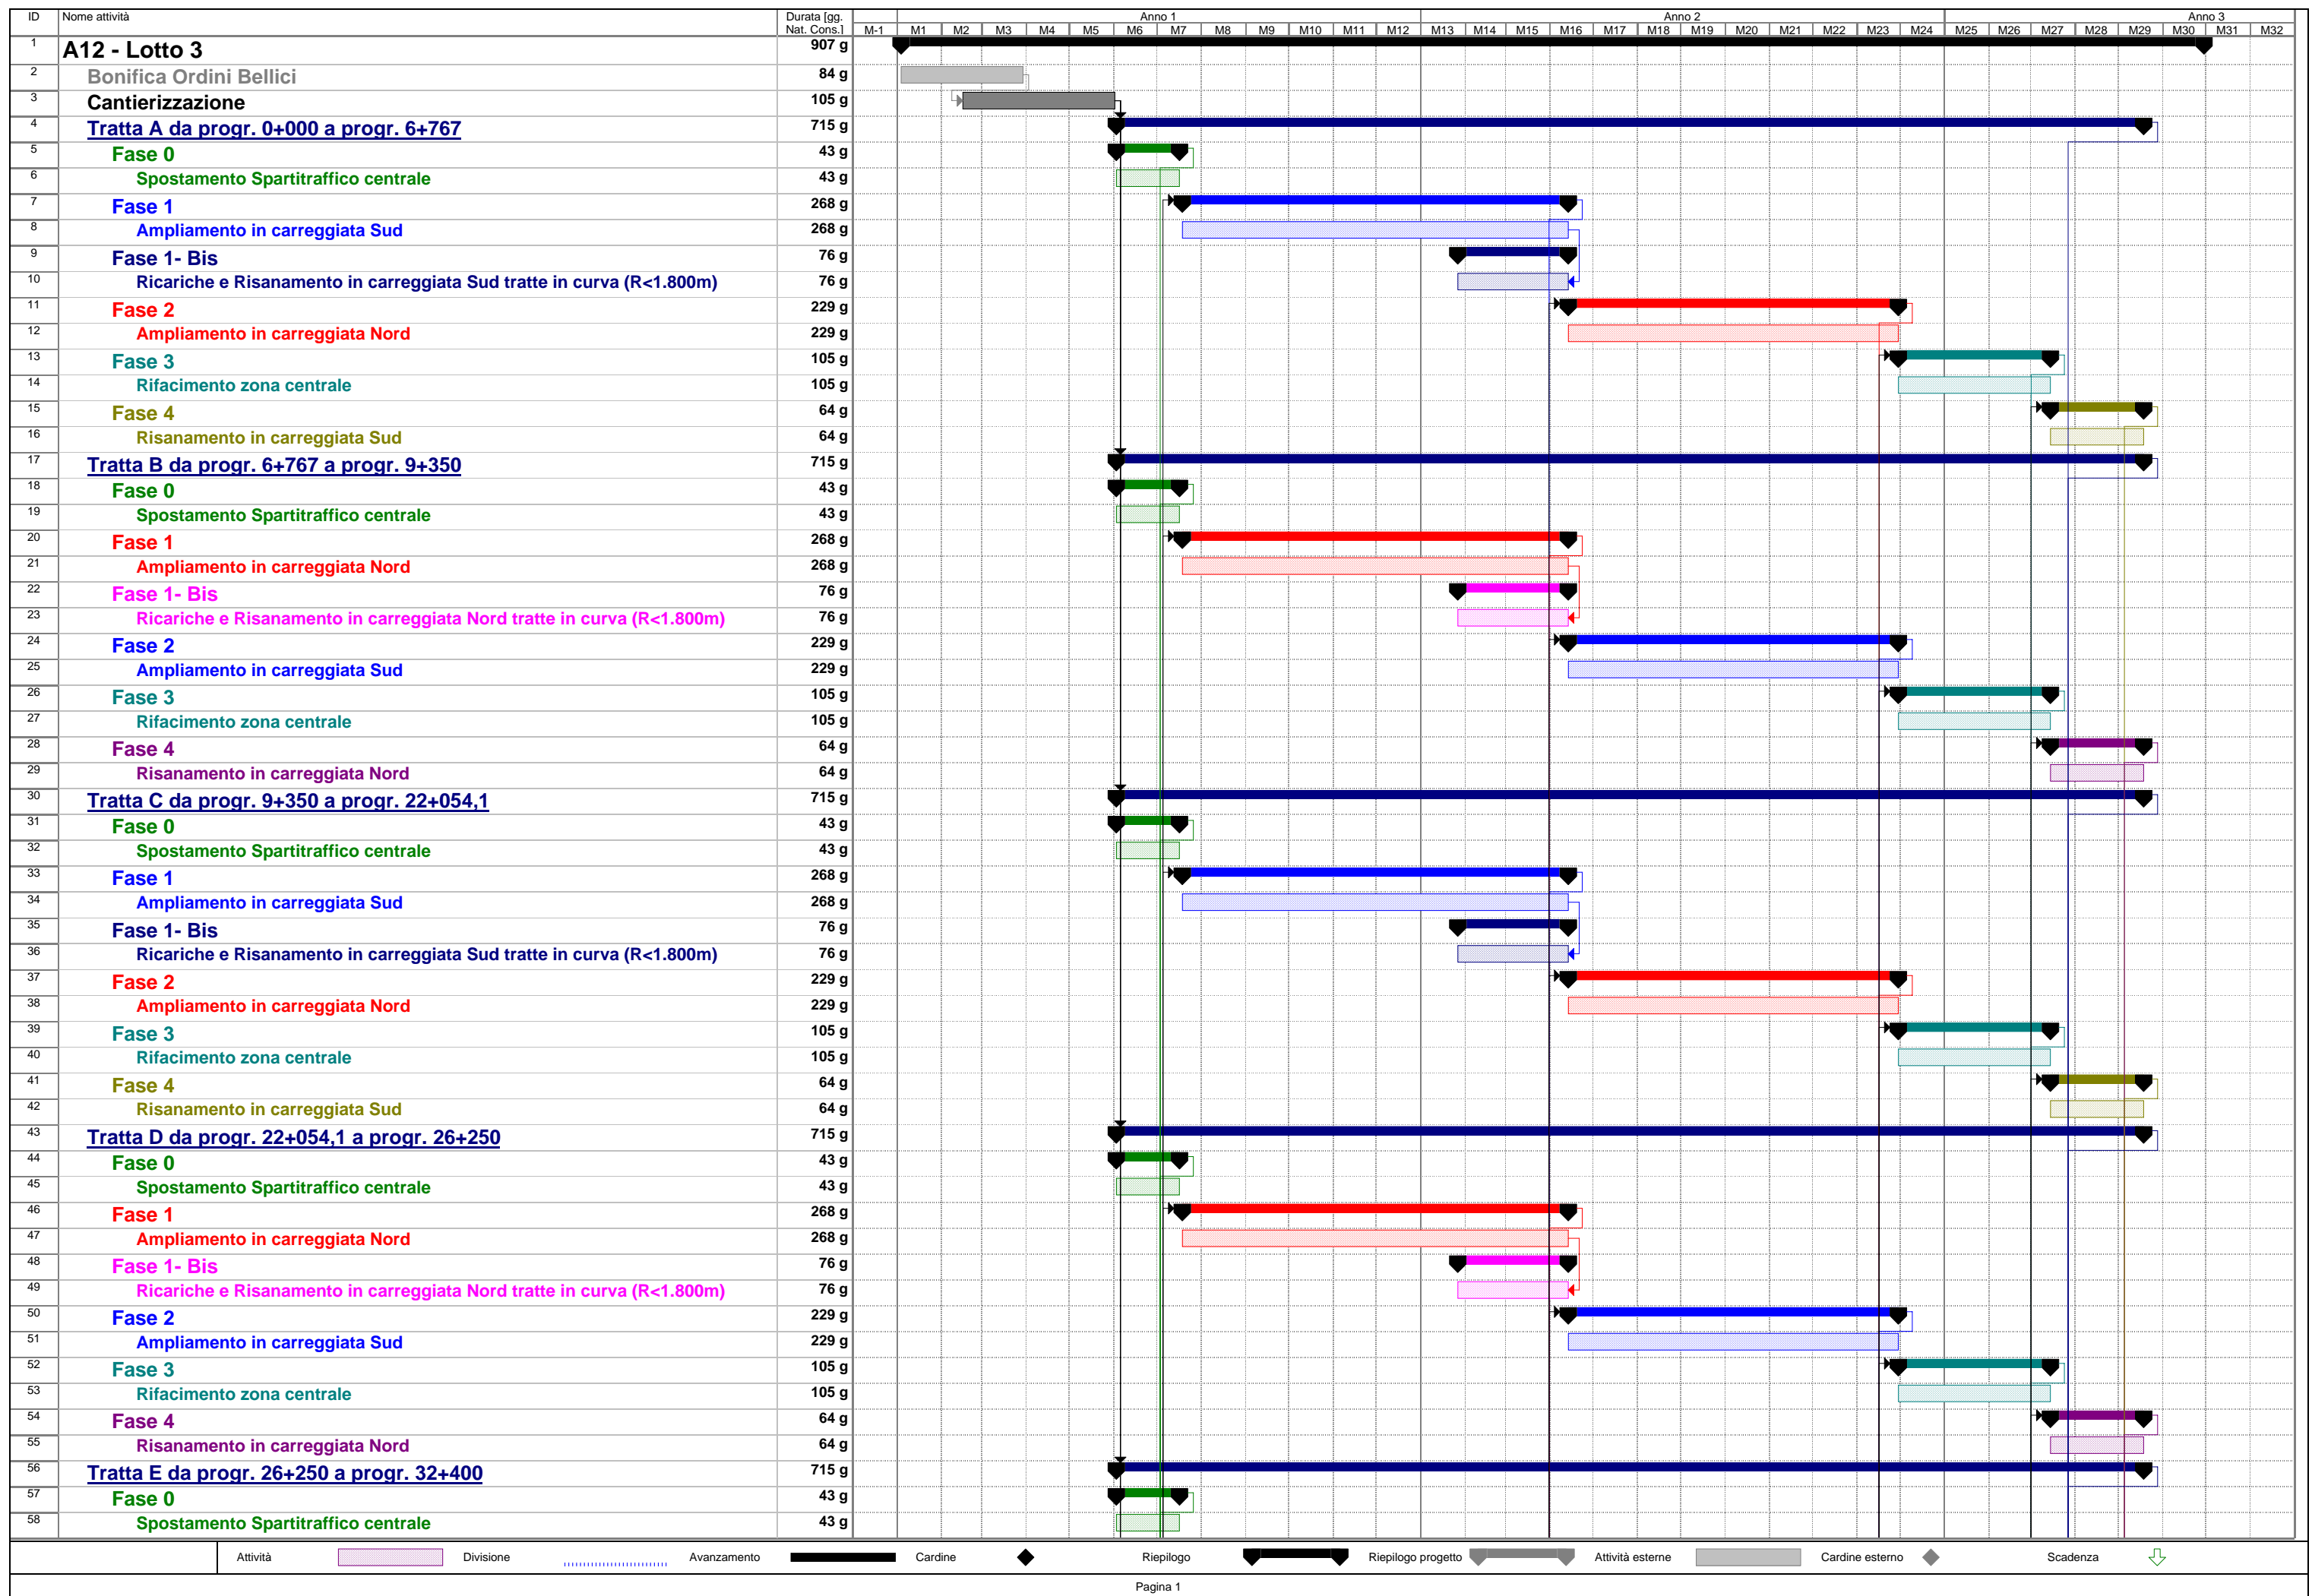 ID Nome attività Durata [gg. Nat. Cons.] Anno 1 Anno 2 Anno 3
M-1 M1 M2 M3 M4 M5 M6 M7 M8 M9 M10 M11 M12 M13 M14 M15 M16 M17 M18 M19 M20 M21 M22 M23 M24 M25 M26 M27 M28 M29 M30 M31 M32
1 A12 - Lotto 3 907 g
2 Bonifica Ordini Bellici 84 g
3 Cantierizzazione 105 g
4 Tratta A da progr. 0+000 a progr. 6+767 715 g
5 Fase 0 43 g
6 Spostamento Spartitraffico centrale 43 g
7 Fase 1 268 g
8 Ampliamento in carreggiata Sud 268 g
9 Fase 1- Bis 76 g
10 Ricariche e Risanamento in carreggiata Sud tratte in curva (R<1.800m) 76 g
11 Fase 2 229 g
12 Ampliamento in carreggiata Nord 229 g
13 Fase 3 105 g
14 Rifacimento zona centrale 105 g
15 Fase 4 64 g
16 Risanamento in carreggiata Sud 64 g
17 Tratta B da progr. 6+767 a progr. 9+350 715 g
18 Fase 0 43 g
19 Spostamento Spartitraffico centrale 43 g
20 Fase 1 268 g
21 Ampliamento in carreggiata Nord 268 g
22 Fase 1- Bis 76 g
23 Ricariche e Risanamento in carreggiata Nord tratte in curva (R<1.800m) 76 g
24 Fase 2 229 g
25 Ampliamento in carreggiata Sud 229 g
26 Fase 3 105 g
27 Rifacimento zona centrale 105 g
28 Fase 4 64 g
29 Risanamento in carreggiata Nord 64 g
30 Tratta C da progr. 9+350 a progr. 22+054,1 715 g
31 Fase 0 43 g
32 Spostamento Spartitraffico centrale 43 g
33 Fase 1 268 g
34 Ampliamento in carreggiata Sud 268 g
35 Fase 1- Bis 76 g
36 Ricariche e Risanamento in carreggiata Sud tratte in curva (R<1.800m) 76 g
37 Fase 2 229 g
38 Ampliamento in carreggiata Nord 229 g
39 Fase 3 105 g
40 Rifacimento zona centrale 105 g
41 Fase 4 64 g
42 Risanamento in carreggiata Sud 64 g
43 Tratta D da progr. 22+054,1 a progr. 26+250 715 g
44 Fase 0 43 g
45 Spostamento Spartitraffico centrale 43 g
46 Fase 1 268 g
47 Ampliamento in carreggiata Nord 268 g
48 Fase 1- Bis 76 g
49 Ricariche e Risanamento in carreggiata Nord tratte in curva (R<1.800m) 76 g
50 Fase 2 229 g
51 Ampliamento in carreggiata Sud 229 g
52 Fase 3 105 g
53 Rifacimento zona centrale 105 g
54 Fase 4 64 g
55 Risanamento in carreggiata Nord 64 g
56 Tratta E da progr. 26+250 a progr. 32+400 715 g
57 Fase 0 43 g
58 Spostamento Spartitraffico centrale 43 g
Attività Divisione Avanzamento Cardine Riepilogo Riepilogo progetto Attività esterne Cardine esterno Scadenza
Pagina 1